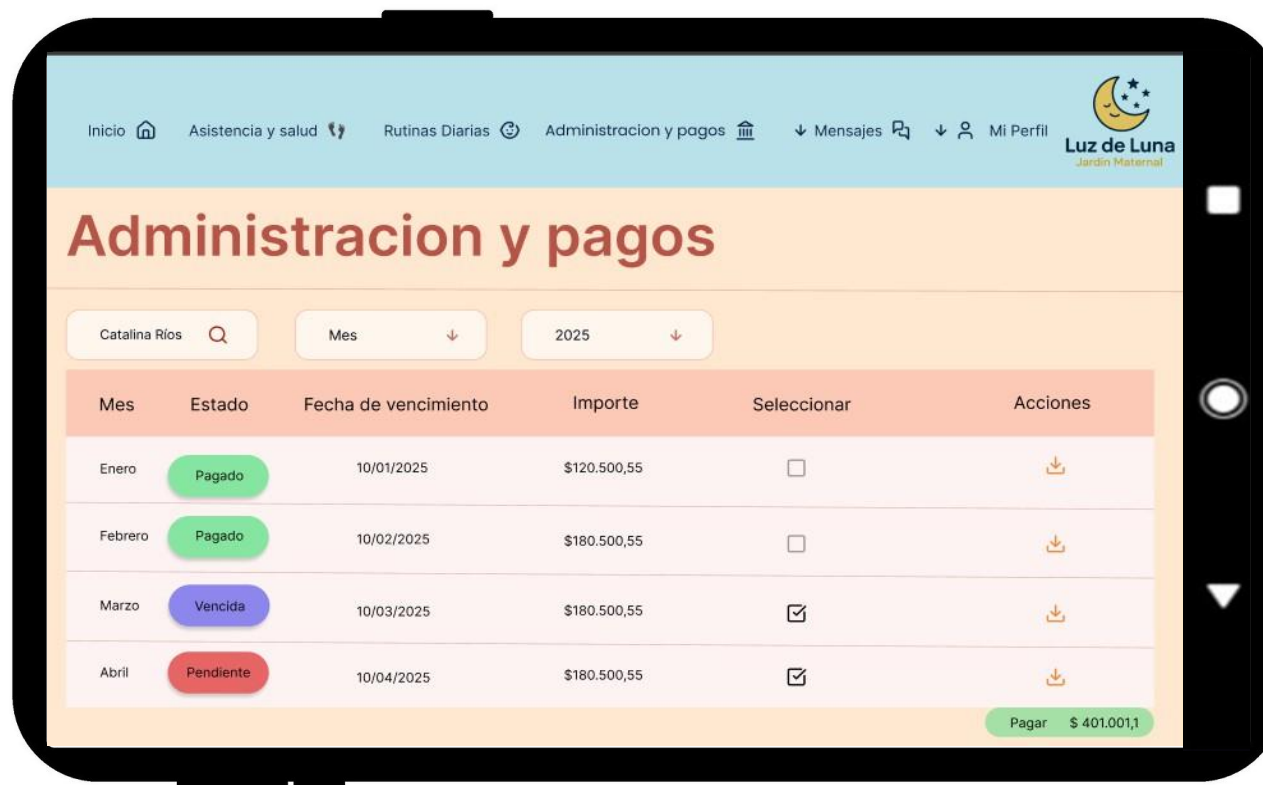 Inicio
Asistencia y salud
Rutinas Diarias
Administracion y pagos
Mensajes
Mi Perfil
Luz de Luna
Jardín Maternal
Administracion y pagos
Catalina Ríos
Mes
2025
Mes Estado Fecha de vencimiento Importe Seleccionar Acciones
Enero Pagado 10/01/2025 $120.500,55
Febrero Pagado 10/02/2025 $180.500,55
Marzo Vencida 10/03/2025 $180.500,55
Abril Pendiente 10/04/2025 $180.500,55
Pagar $ 401.001,1